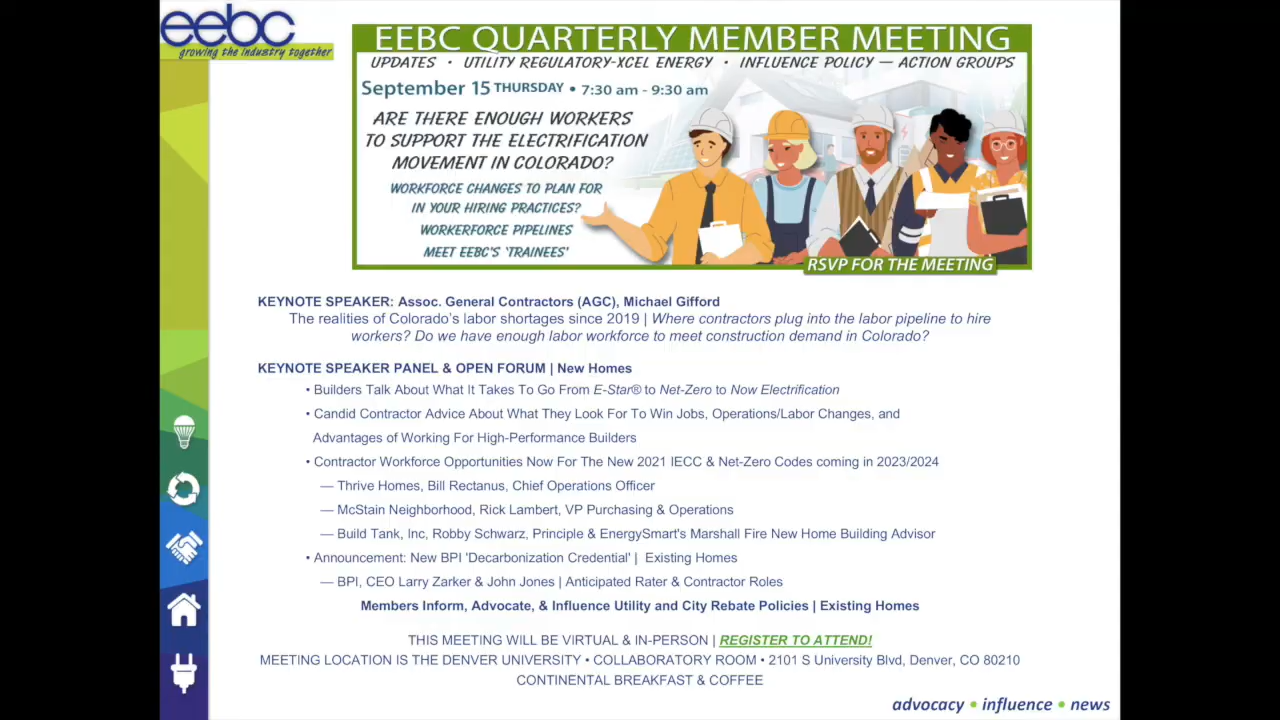 eebc
growing the industry together
EEBC QUARTERLY MEMBER MEETING
UPDATES • UTILITY REGULATORY-XCEL ENERGY • INFLUENCE POLICY — ACTION GROUPS
September 15 THURSDAY • 7:30 am - 9:30 am
ARE THERE ENOUGH WORKERS
TO SUPPORT THE ELECTRIFICATION
MOVEMENT IN COLORADO?
WORKFORCE CHANGES TO PLAN FOR
IN YOUR HIRING PRACTICES?
WORKERFORCE PIPELINES
MEET EEBC'S 'TRAINEES'
RSVP FOR THE MEETING
KEYNOTE SPEAKER: Assoc. General Contractors (AGC), Michael Gifford
The realities of Colorado's labor shortages since 2019 | Where contractors plug into the labor pipeline to hire
workers? Do we have enough labor workforce to meet construction demand in Colorado?
KEYNOTE SPEAKER PANEL & OPEN FORUM | New Homes
• Builders Talk About What It Takes To Go From E-Star® to Net-Zero to Now Electrification
• Candid Contractor Advice About What They Look For To Win Jobs, Operations/Labor Changes, and
Advantages of Working For High-Performance Builders
• Contractor Workforce Opportunities Now For The New 2021 IECC & Net-Zero Codes coming in 2023/2024
— Thrive Homes, Bill Rectanus, Chief Operations Officer
— McStain Neighborhood, Rick Lambert, VP Purchasing & Operations
— Build Tank, Inc, Robby Schwarz, Principle & EnergySmart's Marshall Fire New Home Building Advisor
• Announcement: New BPI 'Decarbonization Credential' | Existing Homes
— BPI, CEO Larry Zarker & John Jones | Anticipated Rater & Contractor Roles
Members Inform, Advocate, & Influence Utility and City Rebate Policies | Existing Homes
THIS MEETING WILL BE VIRTUAL & IN-PERSON | REGISTER TO ATTEND!
MEETING LOCATION IS THE DENVER UNIVERSITY • COLLABORATORY ROOM • 2101 S University Blvd, Denver, CO 80210
CONTINENTAL BREAKFAST & COFFEE
advocacy • influence • news